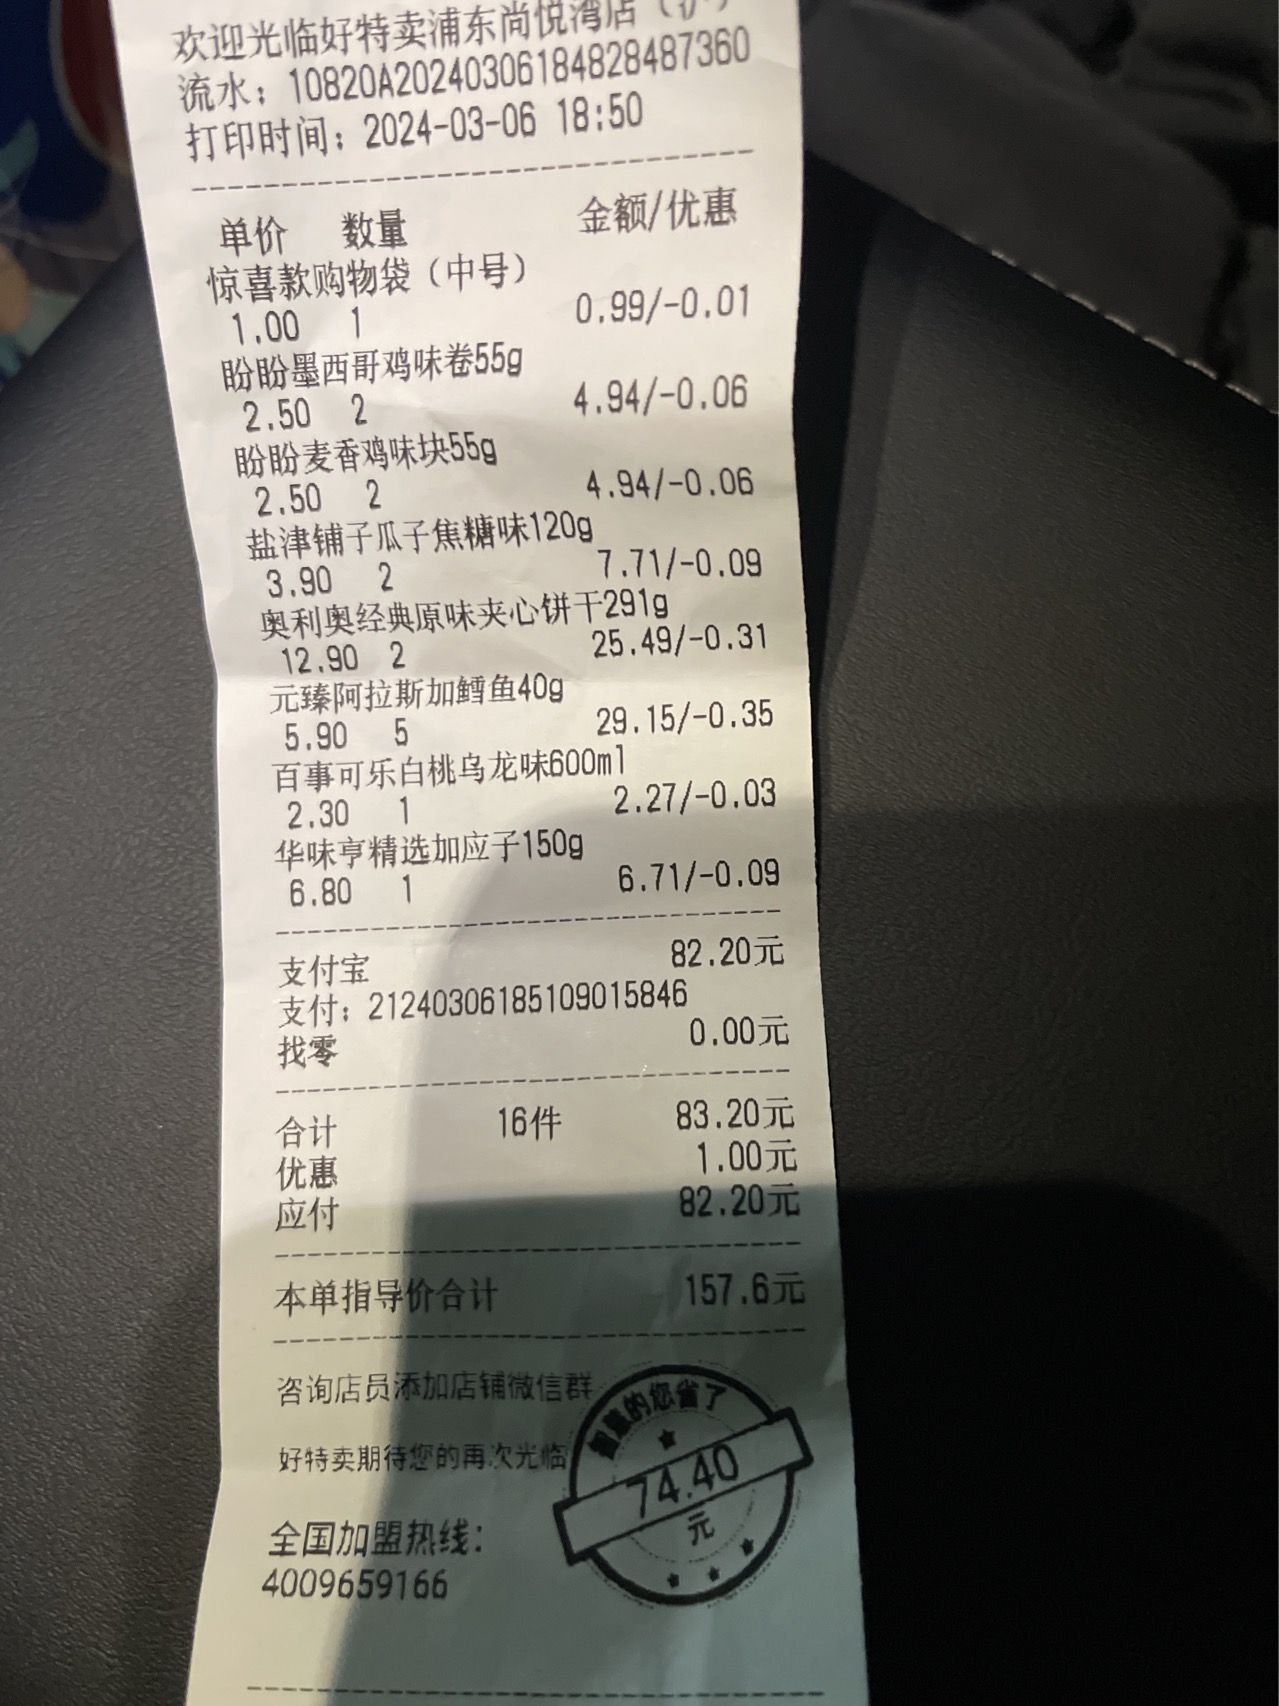 欢迎光临好特卖浦东尚悦湾店
流水：10820A202403061848284873​60
打印时间：2024-03-06 18:50
单价 数量 金额/优惠
惊喜款购物袋（中号）
1.00 1 0.99/-0.01
盼盼墨西哥鸡味卷55g
2.50 2 4.94/-0.06
盼盼麦香鸡味块55g
2.50 2 4.94/-0.06
盐津铺子瓜子焦糖味120g
3.90 2 7.71/-0.09
奥利奥经典原味夹心饼干291g
12.90 2 25.49/-0.31
元臻阿拉斯加鳕鱼40g
5.90 5 29.15/-0.35
百事可乐白桃乌龙味600ml
2.30 1 2.27/-0.03
华味亨精选加应子150g
6.80 1 6.71/-0.09
支付宝 82.20元
支付：21240306185109015846
找零 0.00元
合计 16件 83.20元
优惠 1.00元
应付 82.20元
本单指导价合计 157.6元
咨询店员添加店铺微信群
好特卖期待您的再次光临
的您省了
74.40
元
全国加盟热线：
4009659166